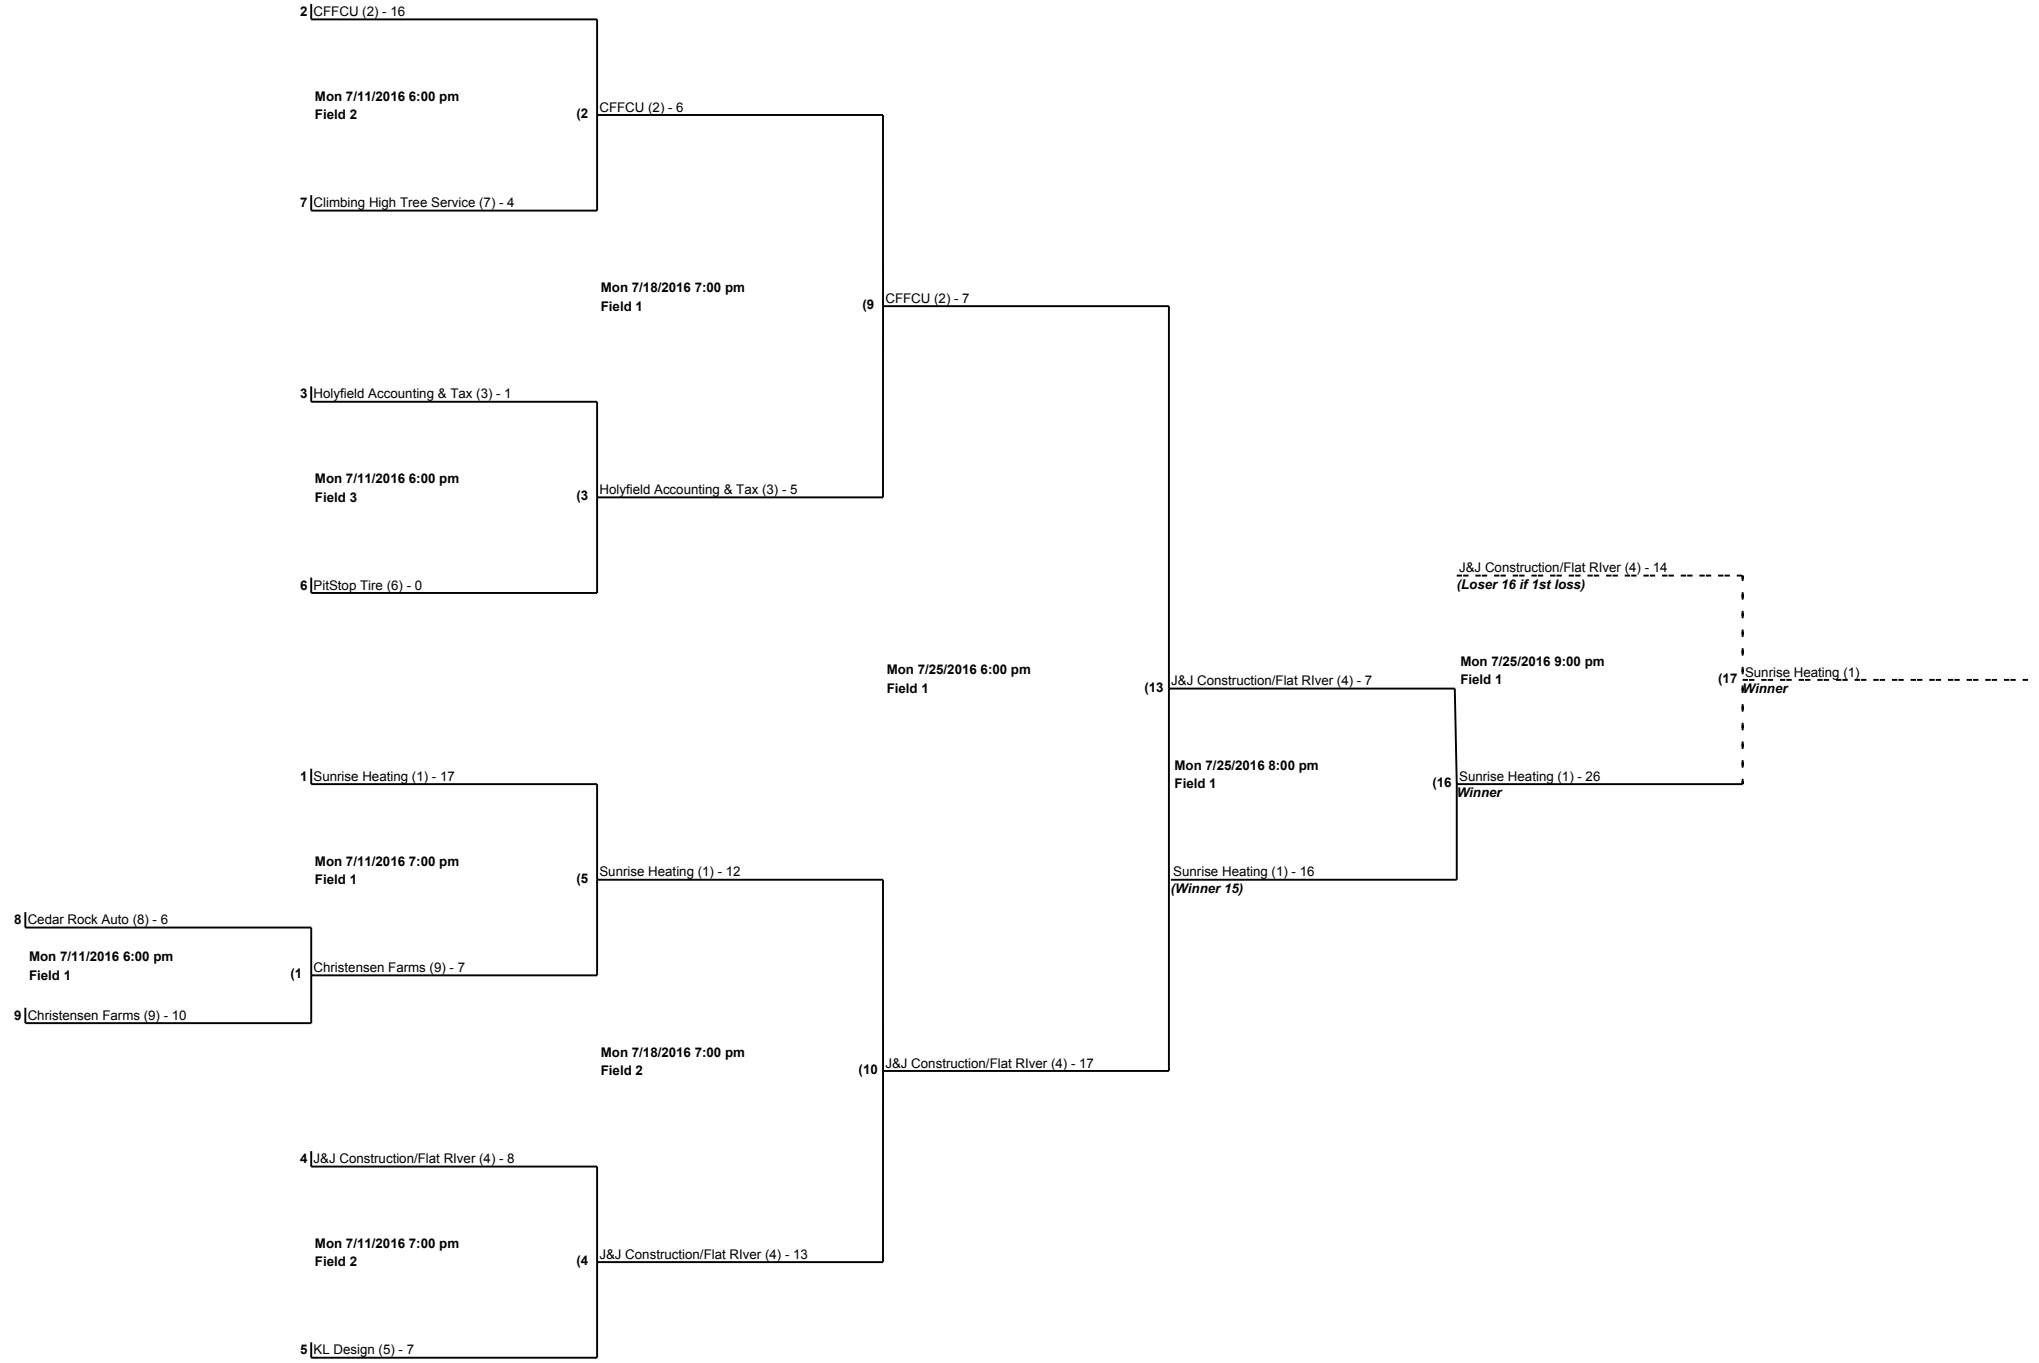 2 CFFCU (2) - 16
Mon 7/11/2016 6:00 pm
Field 2
(2 CFFCU (2) - 6
7 Climbing High Tree Service (7) - 4
Mon 7/18/2016 7:00 pm
Field 1
(9 CFFCU (2) - 7
3 Holyfield Accounting & Tax (3) - 1
Mon 7/11/2016 6:00 pm
Field 3
(3 Holyfield Accounting & Tax (3) - 5
6 PitStop Tire (6) - 0
J&J Construction/Flat RIver (4) - 14
(Loser 16 if 1st loss)
Mon 7/25/2016 6:00 pm
Field 1
(13 J&J Construction/Flat RIver (4) - 7
Mon 7/25/2016 9:00 pm
Field 1
(17 Sunrise Heating (1)
Winner
1 Sunrise Heating (1) - 17
Mon 7/25/2016 8:00 pm
Field 1
(16 Sunrise Heating (1) - 26
Winner
Mon 7/11/2016 7:00 pm
Field 1
(5 Sunrise Heating (1) - 12
Sunrise Heating (1) - 16
(Winner 15)
8 Cedar Rock Auto (8) - 6
Mon 7/11/2016 6:00 pm
Field 1
(1 Christensen Farms (9) - 7
9 Christensen Farms (9) - 10
Mon 7/18/2016 7:00 pm
Field 2
(10 J&J Construction/Flat RIver (4) - 17
4 J&J Construction/Flat RIver (4) - 8
Mon 7/11/2016 7:00 pm
Field 2
(4 J&J Construction/Flat RIver (4) - 13
5 KL Design (5) - 7